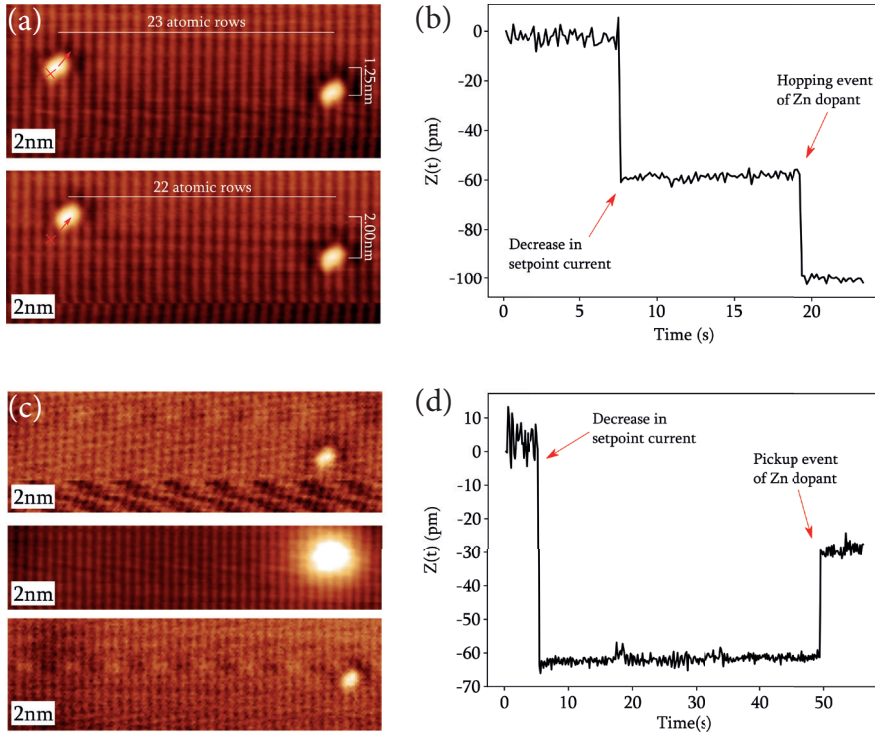 (a)
23 atomic rows
1.25nm
2nm
22 atomic rows
2.00nm
2nm
(b)
Z(t) (pm)
0
-20
-40
-60
-80
-100
Hopping event
of Zn dopant
Decrease in
setpoint current
0
5
10
15
20
Time (s)
(c)
2nm
2nm
2nm
(d)
Z(t) (pm)
10
0
-10
-20
-30
-40
-50
-60
-70
Decrease in
setpoint current
Pickup event
of Zn dopant
0
10
20
30
40
50
Time(s)